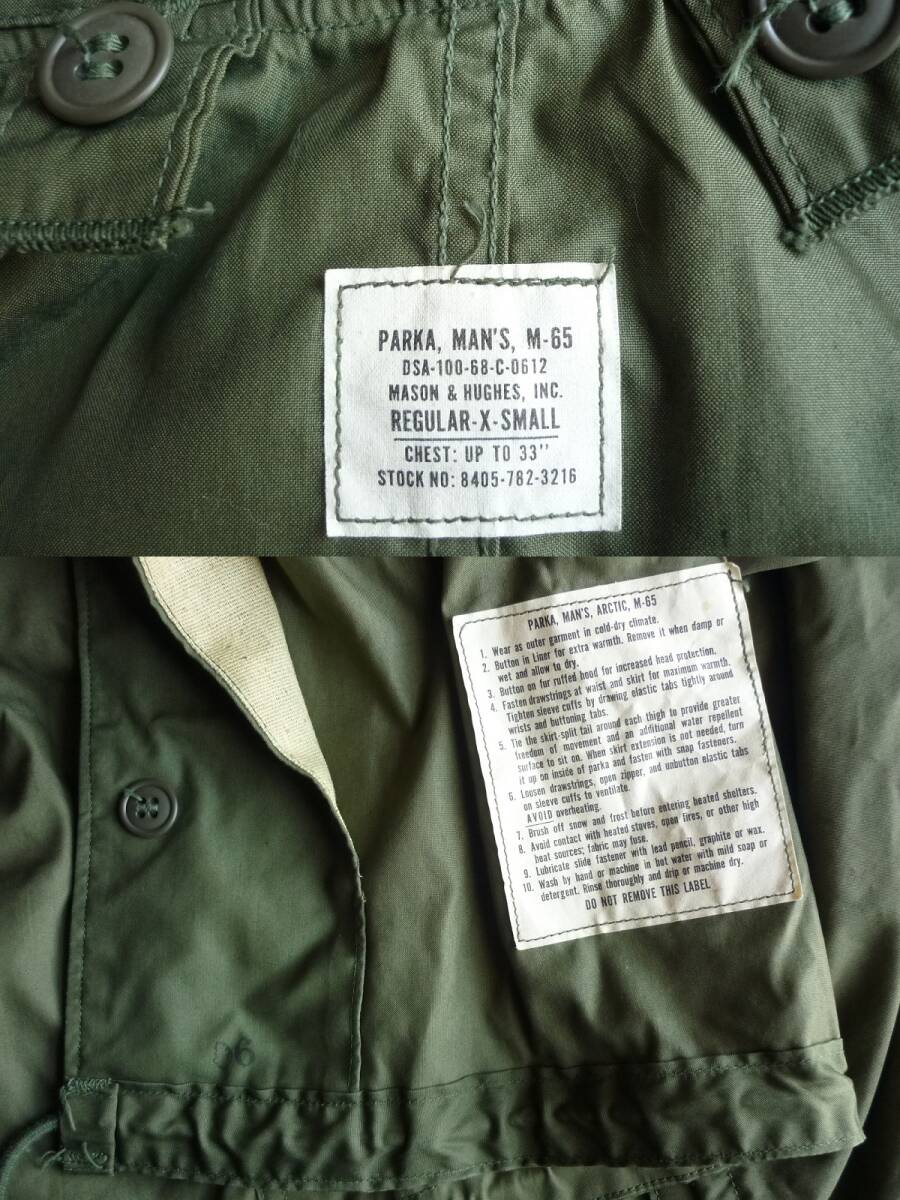 PARKA, MAN'S, M-65
DSA-100-68-C-0612
MASON & HUGHES, INC.
REGULAR-X-SMALL
CHEST: UP TO 33"
STOCK NO: 8405-782-3216
PARKA, MAN'S, ARCTIC, M-65
1. Wear as outer garment in cold-dry climate.
2. Button in Liner for extra warmth. Remove it when damp or
wet and allow to dry.
3. Button on fur ruffed hood for increased head protection.
4. Fasten drawstrings at waist and skirt for maximum warmth.
Tighten sleeve cuffs by drawing elastic tabs tightly around
wrists and buttoning tabs.
5. Tie the skirt-split tail around each thigh to provide greater
freedom of movement and an additional water repellent
surface to sit on. When skirt extension is not needed, turn
it up on inside of parka and fasten with snap fasteners.
6. Loosen drawstrings, open zipper, and unbutton elastic tabs
on sleeve cuffs to ventilate.
AVOID overheating.
7. Brush off snow and frost before entering heated shelters.
8. Avoid contact with heated stoves, open fires, or other high
heat sources; fabric may fuse.
9. Lubricate slide fastener with lead pencil, graphite or wax.
10. Wash by hand or machine in hot water with mild soap or
detergent. Rinse thoroughly and drip or machine dry.
DO NOT REMOVE THIS LABEL